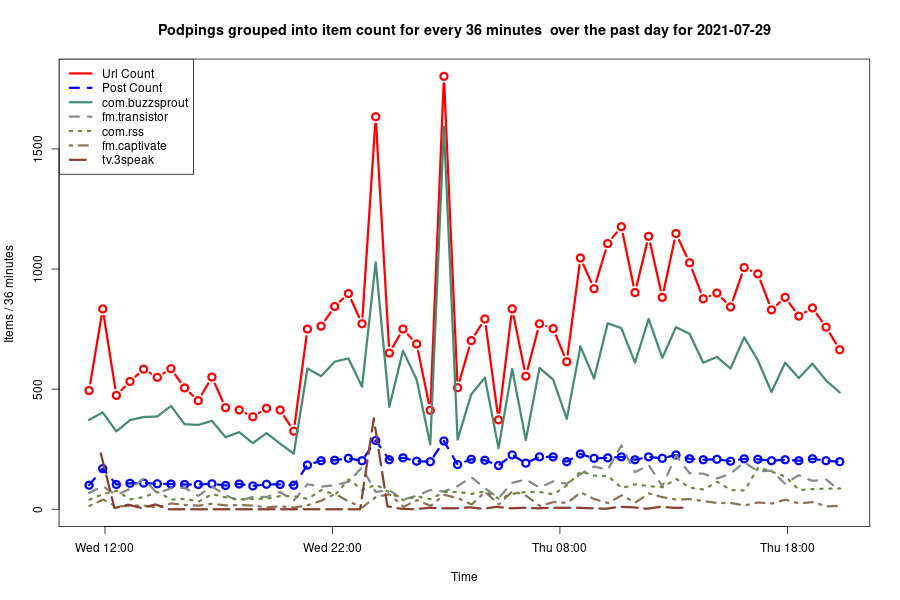 Podpings grouped into item count for every 36 minutes  over the past day for 2021-07-29
Url Count
Post Count
com.buzzsprout
fm.transistor
com.rss
fm.captivate
tv.3speak
Items / 36 minutes
1500
1000
500
0
Wed 12:00
Wed 22:00
Thu 08:00
Thu 18:00
Time